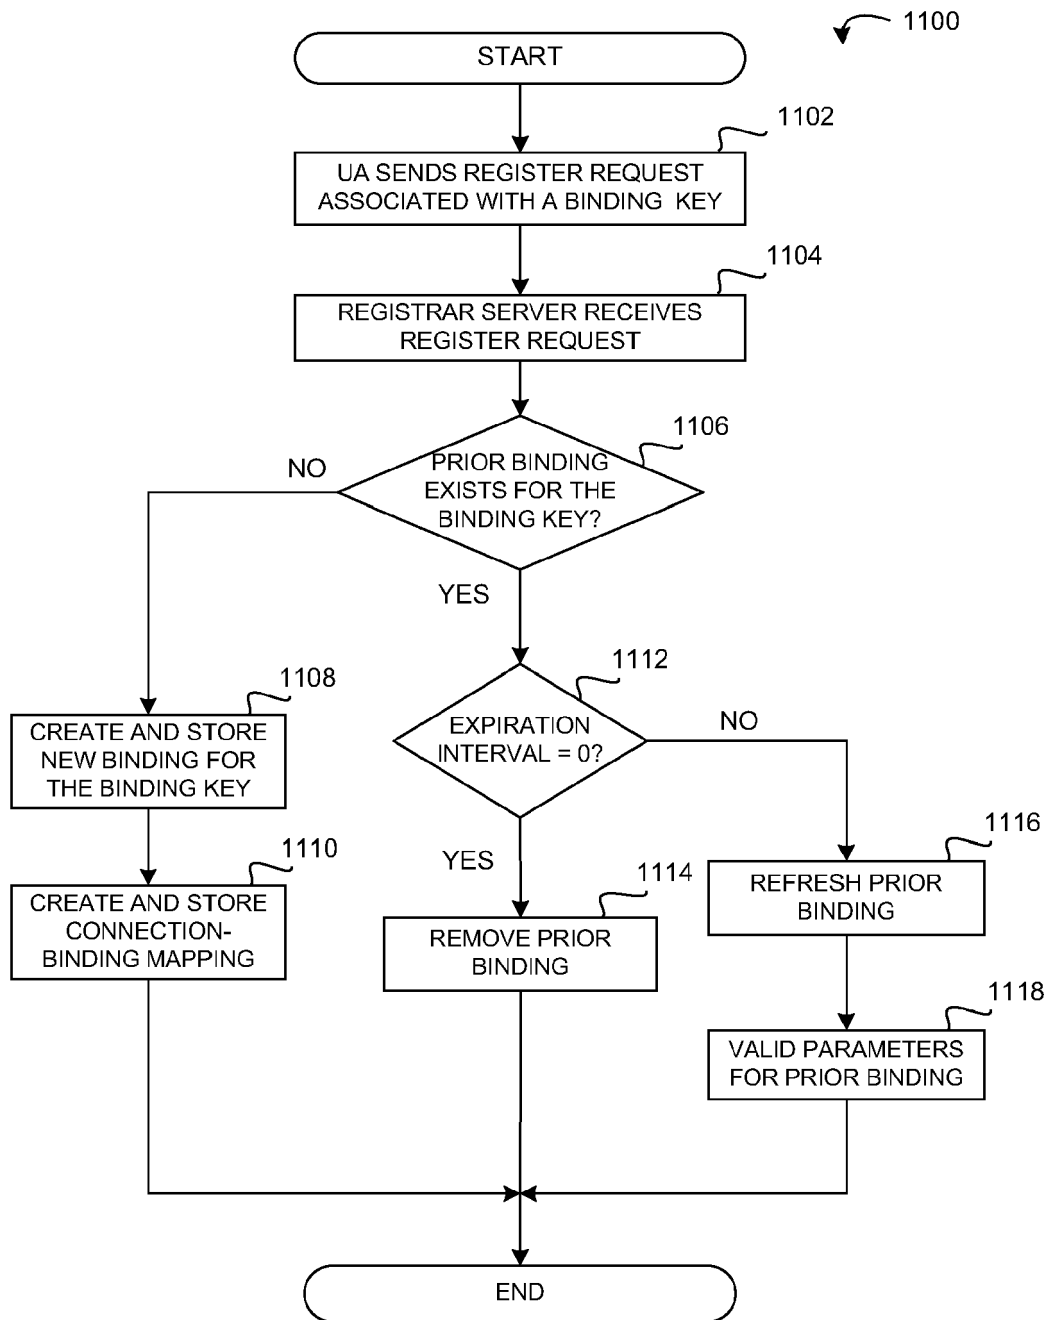 1100
START
1102
UA SENDS REGISTER REQUEST
ASSOCIATED WITH A BINDING KEY
1104
REGISTRAR SERVER RECEIVES
REGISTER REQUEST
1106
NO
PRIOR BINDING
EXISTS FOR THE
BINDING KEY?
YES
1108
CREATE AND STORE
NEW BINDING FOR
THE BINDING KEY
1112
EXPIRATION
INTERVAL = 0?
NO
1110
CREATE AND STORE
CONNECTION-
BINDING MAPPING
YES
1114
REMOVE PRIOR
BINDING
1116
REFRESH PRIOR
BINDING
1118
VALID PARAMETERS
FOR PRIOR BINDING
END